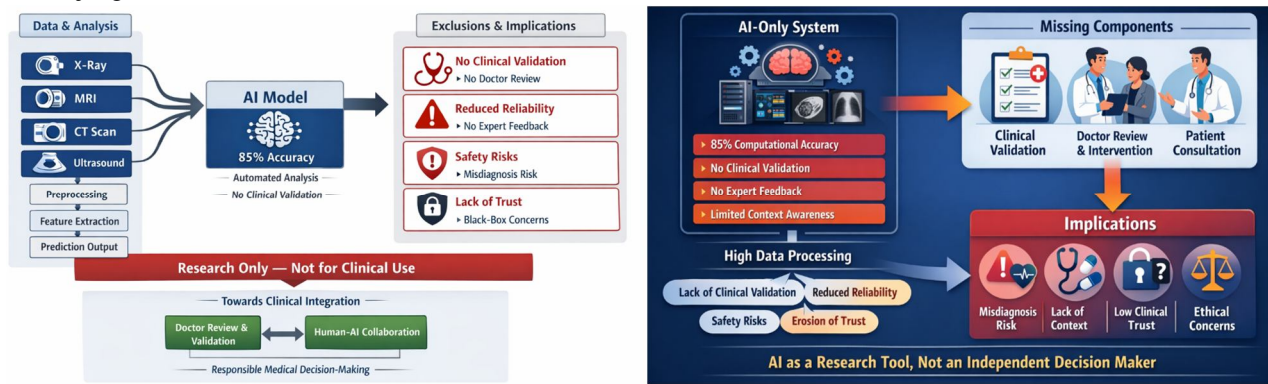 Data & Analysis
X-Ray
MRI
CT Scan
Ultrasound
Preprocessing
Feature Extraction
Prediction Output
AI Model
85% Accuracy
Automated Analysis
No Clinical Validation
Exclusions & Implications
No Clinical Validation
▸ No Doctor Review
Reduced Reliability
▸ No Expert Feedback
Safety Risks
▸ Misdiagnosis Risk
Lack of Trust
▸ Black-Box Concerns
Research Only — Not for Clinical Use
Towards Clinical Integration
Doctor Review &
Validation
Human-AI Collaboration
Responsible Medical Decision-Making
AI-Only System
▸ 85% Computational Accuracy
▸ No Clinical Validation
▸ No Expert Feedback
▸ Limited Context Awareness
High Data Processing
Lack of Clinical Validation
Reduced Reliability
Safety Risks
Erosion of Trust
Missing Components
Clinical
Validation
Doctor Review
& Intervention
Patient
Consultation
Implications
Misdiagnosis
Risk
Lack of
Context
?
Low Clinical
Trust
Ethical
Concerns
AI as a Research Tool, Not an Independent Decision Maker